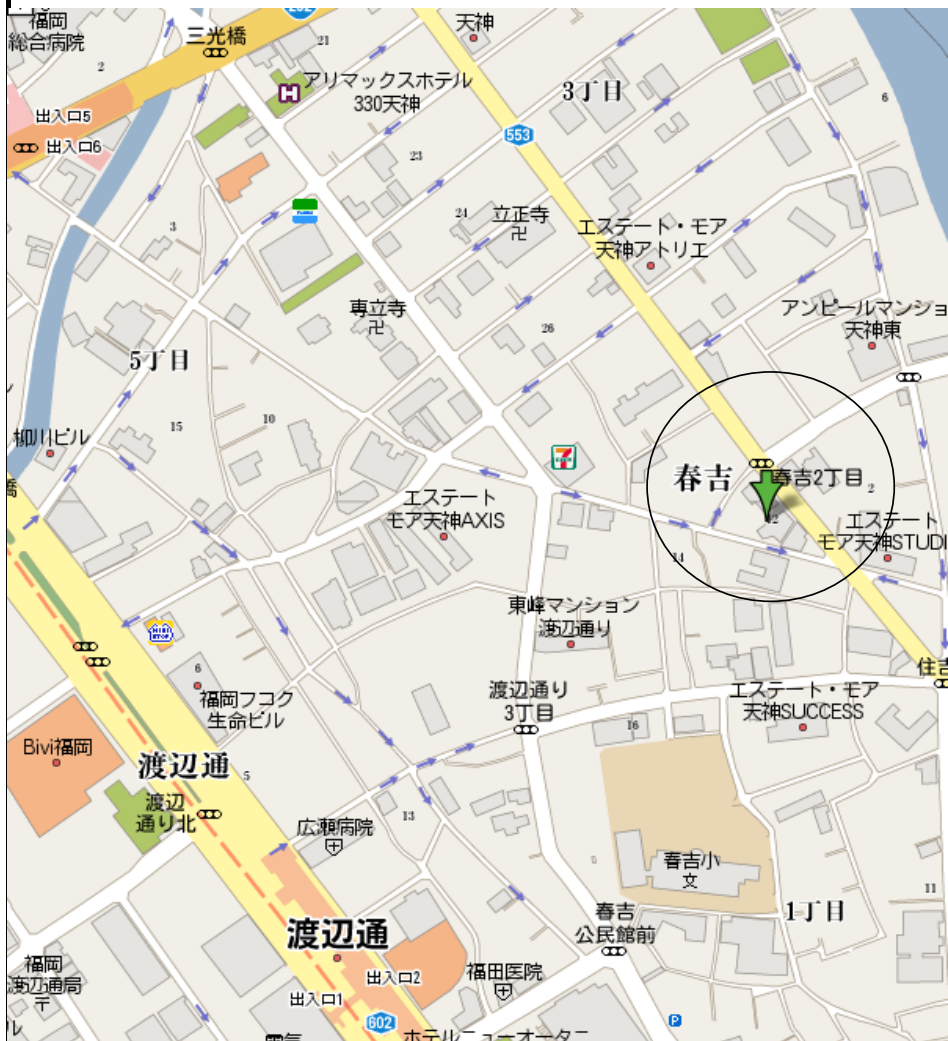 福岡
総合病院
三光橋
202
天神
21
2
アリマックスホテル
330天神
3丁目
6
出入口5
出入口6
553
23
24
3
立正寺
エステート・モア
天神アトリエ
専立寺
26
アンピールマンショ
天神東
5丁目
15
10
柳川ビル
橋
春吉
春吉2丁目
2
12
エステート
モア天神AXIS
エステート
モア天神STUDI
14
東峰マンション
渡辺通り
住吉
6
福岡フコク
生命ビル
渡辺通り
3丁目
エステート・モア
天神SUCCESS
16
Bivi福岡
渡辺通
5
渡辺
通り北
13
広瀬病院
春吉小
文
11
1丁目
春吉
公民館前
渡辺通
福岡
渡辺通局
出入口2
出入口1
福田医院
602
P
ル
電気
ホテルニューオータニ